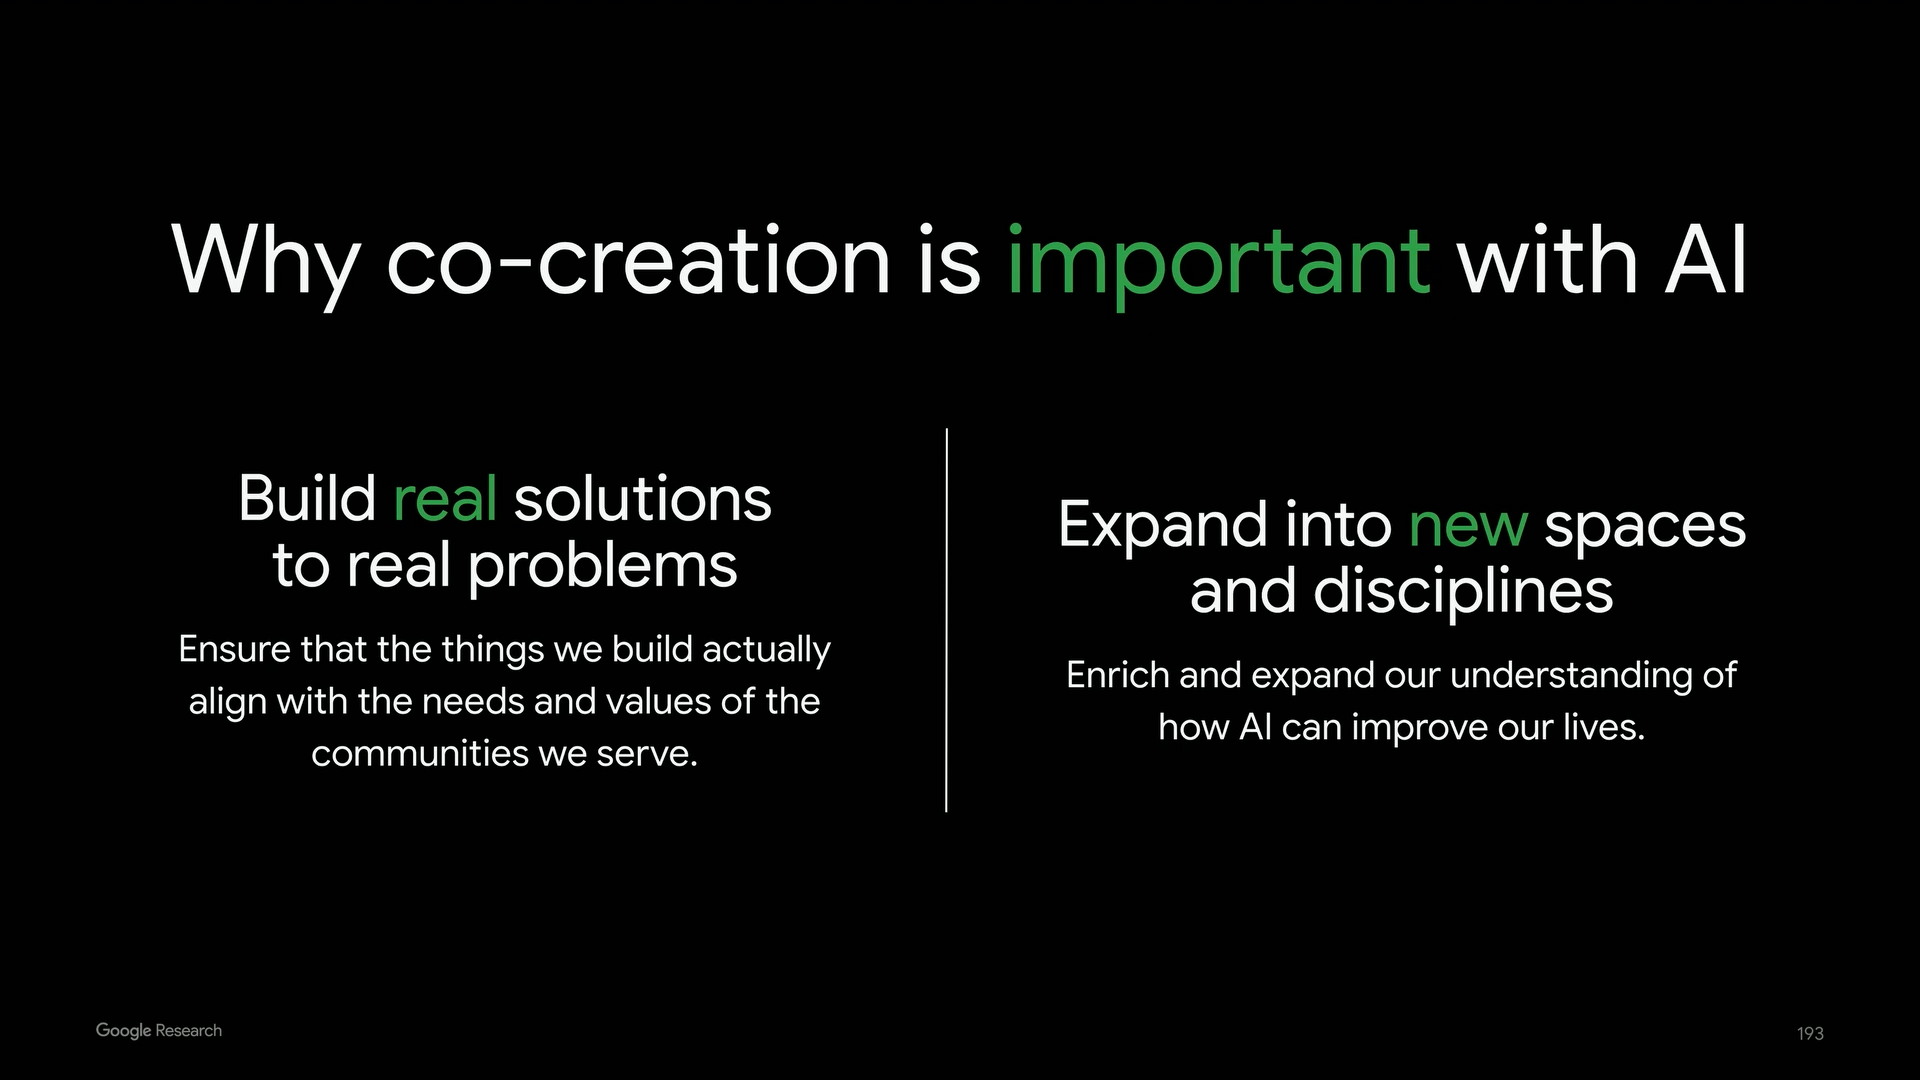 Why co-creation is important with AI
Build real solutions
to real problems
Ensure that the things we build actually
align with the needs and values of the
communities we serve.
Expand into new spaces
and disciplines
Enrich and expand our understanding of
how AI can improve our lives.
Google Research
193